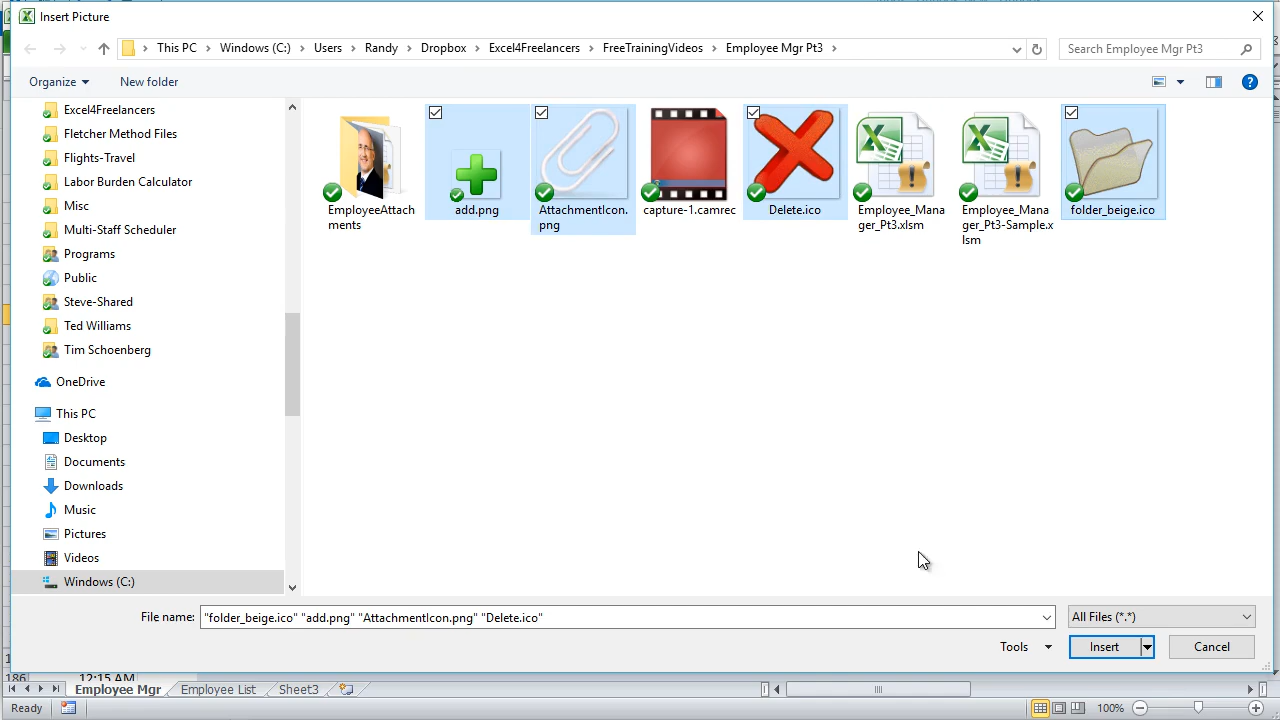 Insert Picture
This PC > Windows (C:) > Users > Randy > Dropbox > Excel4Freelancers > FreeTrainingVideos > Employee Mgr Pt3 >
Search Employee Mgr Pt3
Organize
New folder
Excel4Freelancers
Fletcher Method Files
Flights-Travel
Labor Burden Calculator
Misc
Multi-Staff Scheduler
Programs
Public
Steve-Shared
Ted Williams
Tim Schoenberg
OneDrive
This PC
Desktop
Documents
Downloads
Music
Pictures
Videos
Windows (C:)
EmployeeAttach
ments
add.png
AttachmentIcon.
png
capture-1.camrec
Delete.ico
Employee_Mana
ger_Pt3.xlsm
Employee_Mana
ger_Pt3-Sample.x
lsm
folder_beige.ico
File name:
"folder_beige.ico" "add.png" "AttachmentIcon.png" "Delete.ico"
All Files (*.*)
Tools
Insert
Cancel
186
12:15 AM
Employee Mgr
Employee List
Sheet3
Ready
100%